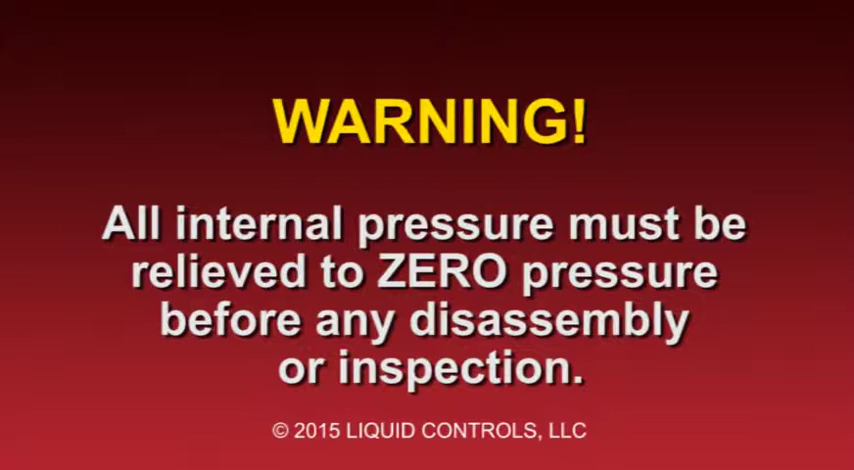 WARNING!
All internal pressure must be
relieved to ZERO pressure
before any disassembly
or inspection.
© 2015 LIQUID CONTROLS, LLC